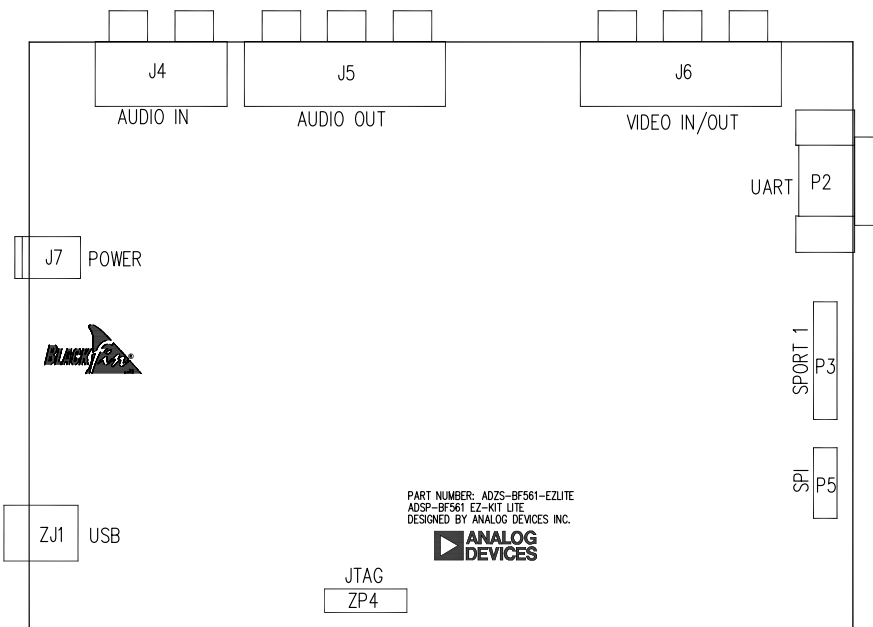 J4
J5
J6
AUDIO IN
AUDIO OUT
VIDEO IN/OUT
UART
P2
J7
POWER
BLACKfin®
SPORT 1
P3
SPI
P5
PART NUMBER: ADZS-BF561-EZLITE
ADSP-BF561 EZ-KIT LITE
DESIGNED BY ANALOG DEVICES INC.
ANALOG
DEVICES
ZJ1
USB
JTAG
ZP4